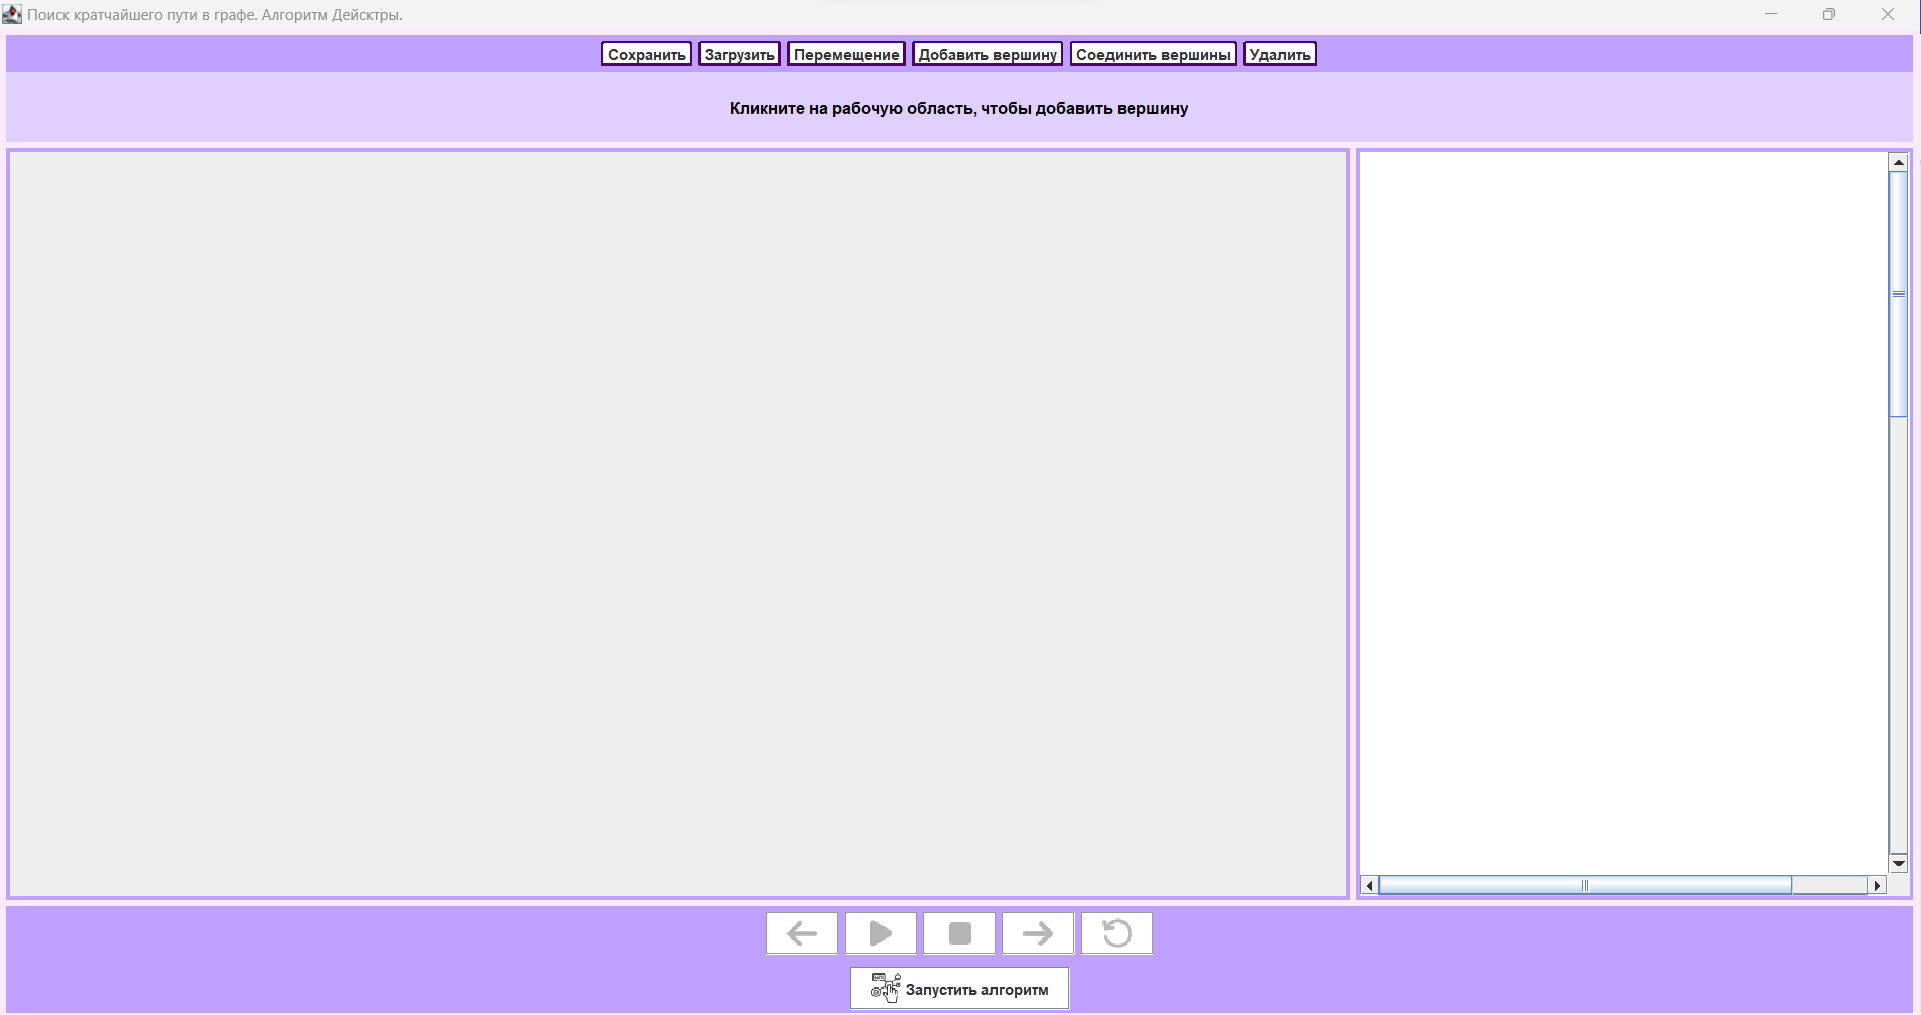 Поиск кратчайшего пути в графе. Алгоритм Дейсктры.
Сохранить Загрузить Перемещение Добавить вершину Соединить вершины Удалить
Кликните на рабочую область, чтобы добавить вершину
Запустить алгоритм